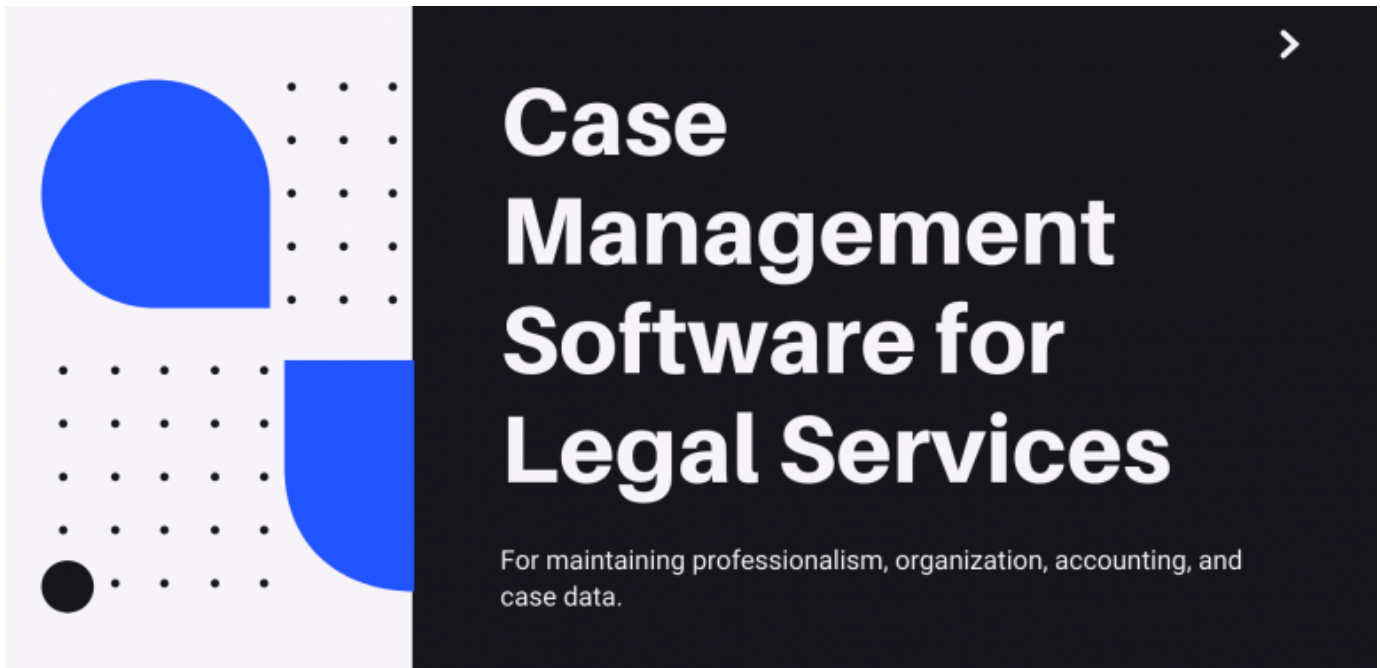 Case
Management
Software for
Legal Services
For maintaining professionalism, organization, accounting, and
case data.